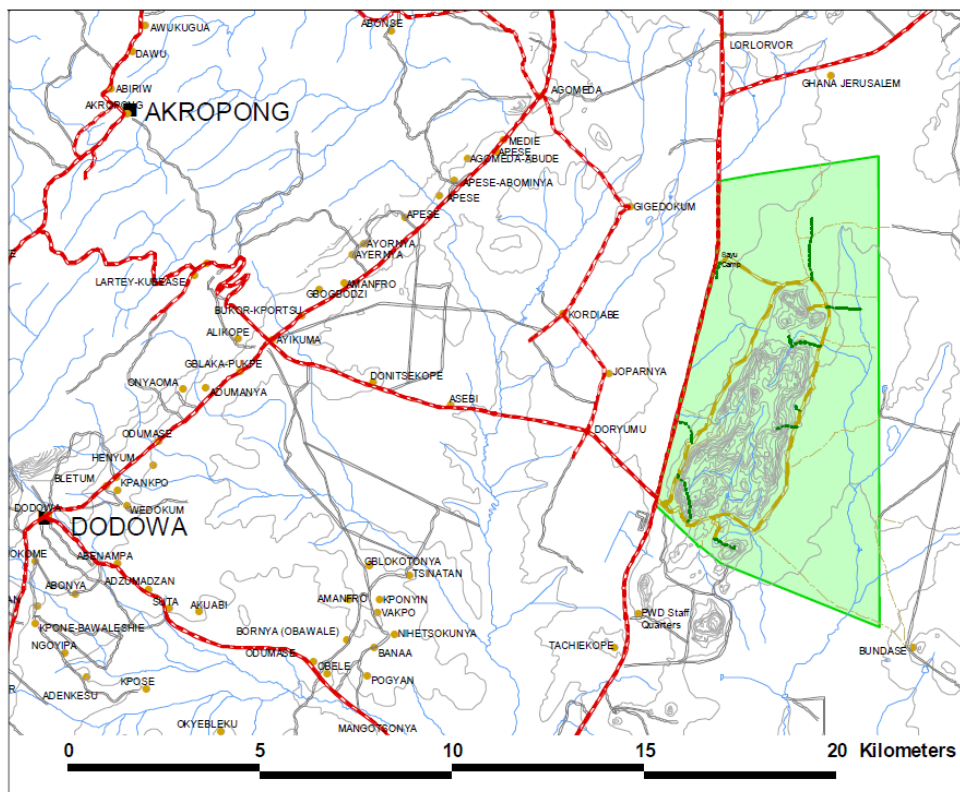 AWUKUGUA
ABONSE
LORLORVOR
DAWU
GHANA JERUSALEM
ABIRIW
AGOMEDA
AKROPONG
AKROPONG
MEDIE
APESE
AGOMEDA-ABUDE
APESE-ABOMINYA
APESE
GIGEDOKUM
APESE
AYORNYA
AYERNYA
Sayu
Camp
LARTEY-KUBEASE
AMANFRO
GBOGBODZI
BUKOR-KPORTSU
KORDIABE
ALIKOPE
AYIKUMA
GBLAKA-PUKPE
JOPARNYA
ONYAOMA
DONITSEKOPE
ADUMANYA
ASEBI
ODUMASE
DORYUMU
HENYUM
BLETUM
KPANKPO
DODOWA
WEDOKUM
DODOWA
ABENAMPA
OKOME
GBLOKOTONYA
TSINATAN
ADZUMADZAN
ABONYA
AMANFRO
KPONYIN
SUTA
AKUABI
VAKPO
PWD Staff
Quarters
KPONE-BAWALESHIE
BORNYA (OBAWALE)
NIHETSOKUNYA
NGOYIPA
ODUMASE
BANAA
TACHIEKOPE
BUNDASE
OBELE
POGYAN
ADENKESU
KPOSE
OKYEBLEKU
MANGOTSONYA
0 5 10 15 20 Kilometers